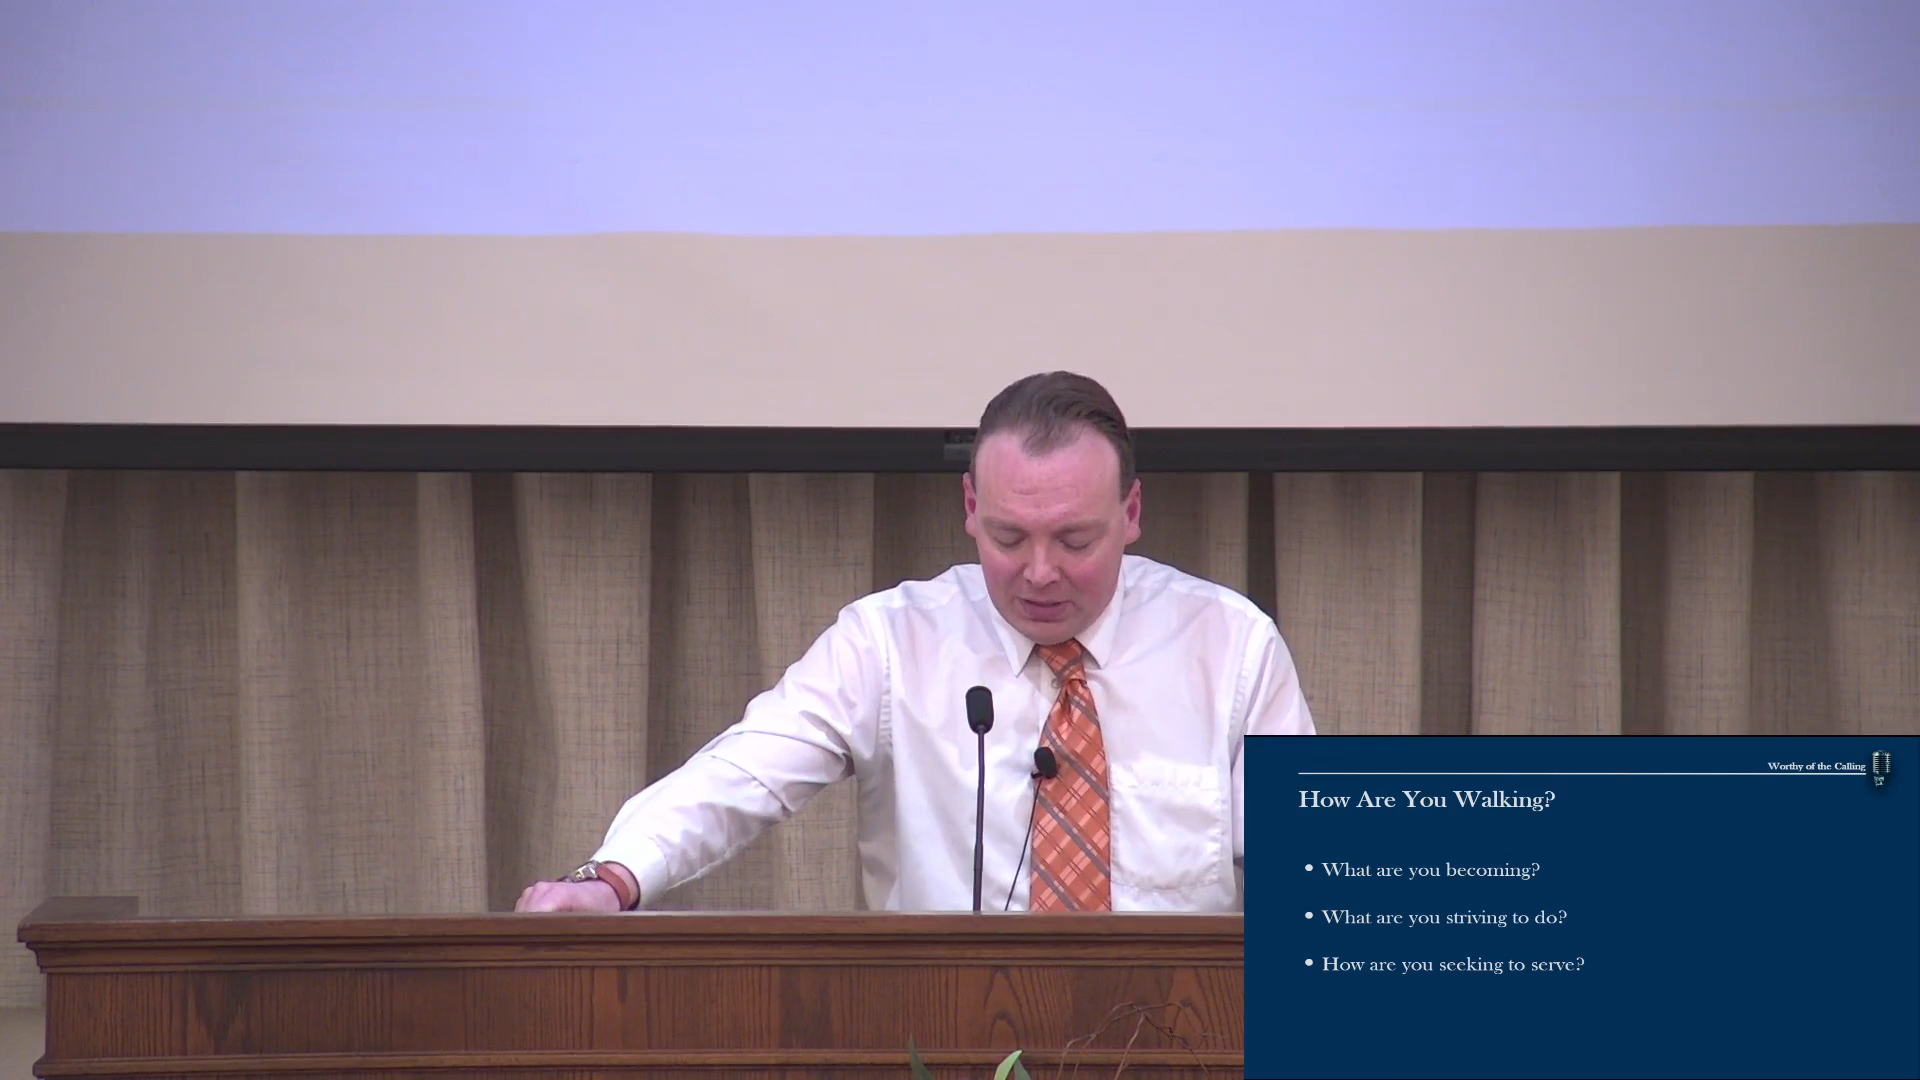 Worthy of the Calling
How Are You Walking?
• What are you becoming?
• What are you striving to do?
• How are you seeking to serve?